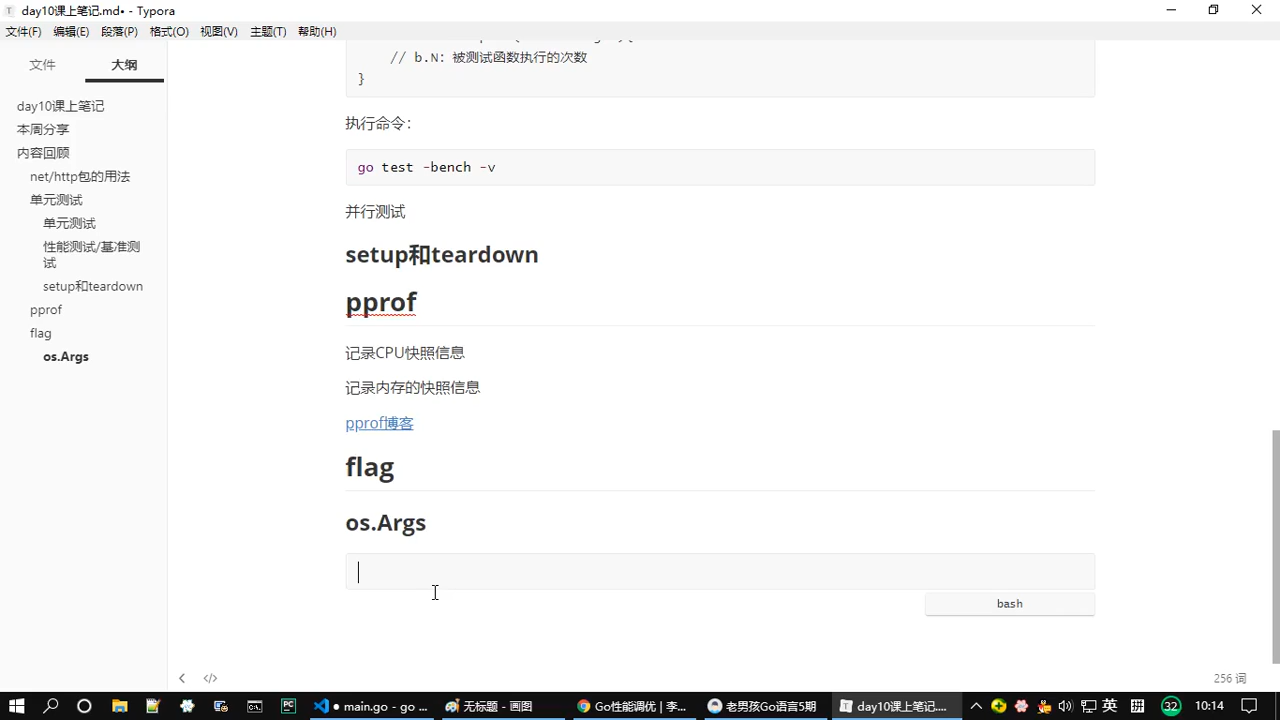 day10课上笔记.md• - Typora
文件(F) 编辑(E) 段落(P) 格式(O) 视图(V) 主题(T) 帮助(H)
文件 大纲
day10课上笔记
本周分享
内容回顾
net/http包的用法
单元测试
单元测试
性能测试/基准测
试
setup和teardown
pprof
flag
os.Args
// b.N: 被测试函数执行的次数
}
执行命令：
go test -bench -v
并行测试
setup和teardown
pprof
记录CPU快照信息
记录内存的快照信息
pprof博客
flag
os.Args
bash
256 词
● main.go - go ...
无标题 - 画图
Go性能调优 | 李...
老男孩Go语言5期
day10课上笔记....
英
32
10:14